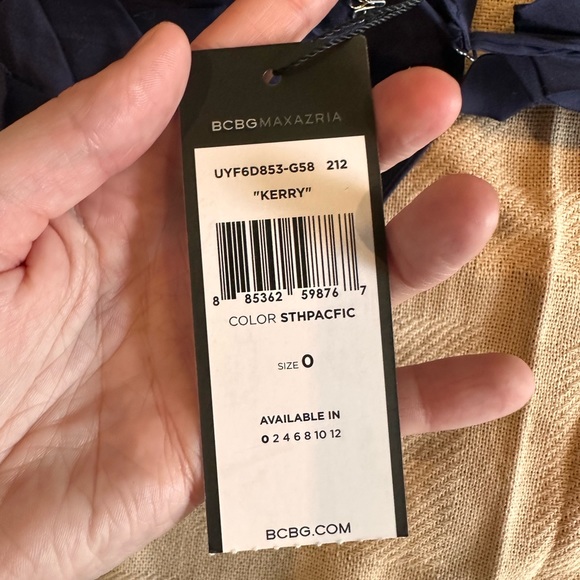 BCBGMAXAZRIA
UYF6D853-G58 212
"KERRY"
8 85362 59876 7
COLOR STHPACFIC
SIZE 0
AVAILABLE IN
0 2 4 6 8 10 12
BCBG.COM